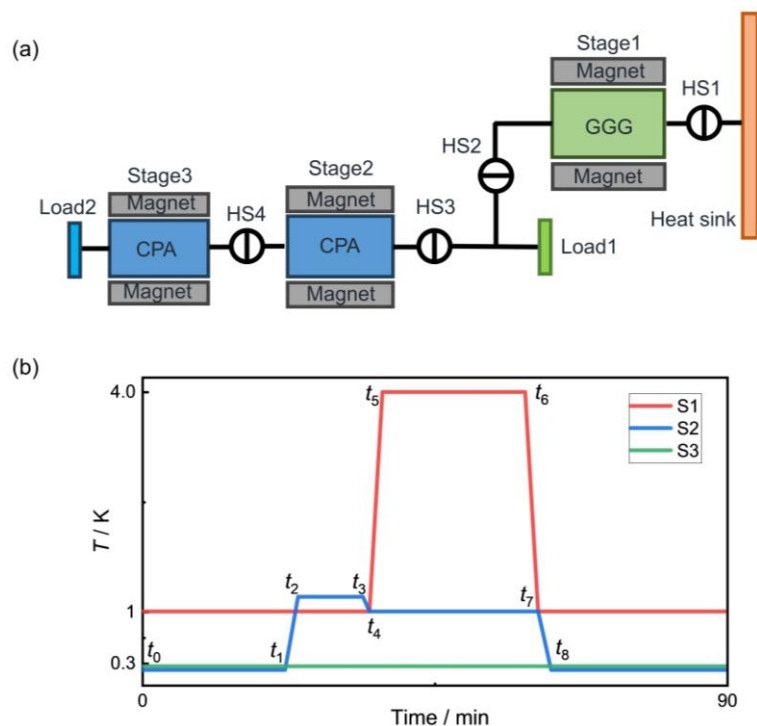 (a)
Stage1
Magnet
HS1
GGG
HS2
Stage2
Magnet
Stage3
Magnet
Load2
HS4
HS3
CPA
CPA
Magnet
Heat sink
Load1
Magnet
Magnet
(b)
4.0
t5
t6
S1
S2
S3
T / K
t2
t3
1
t7
t4
0.3
t0
t1
t8
0
90
Time / min